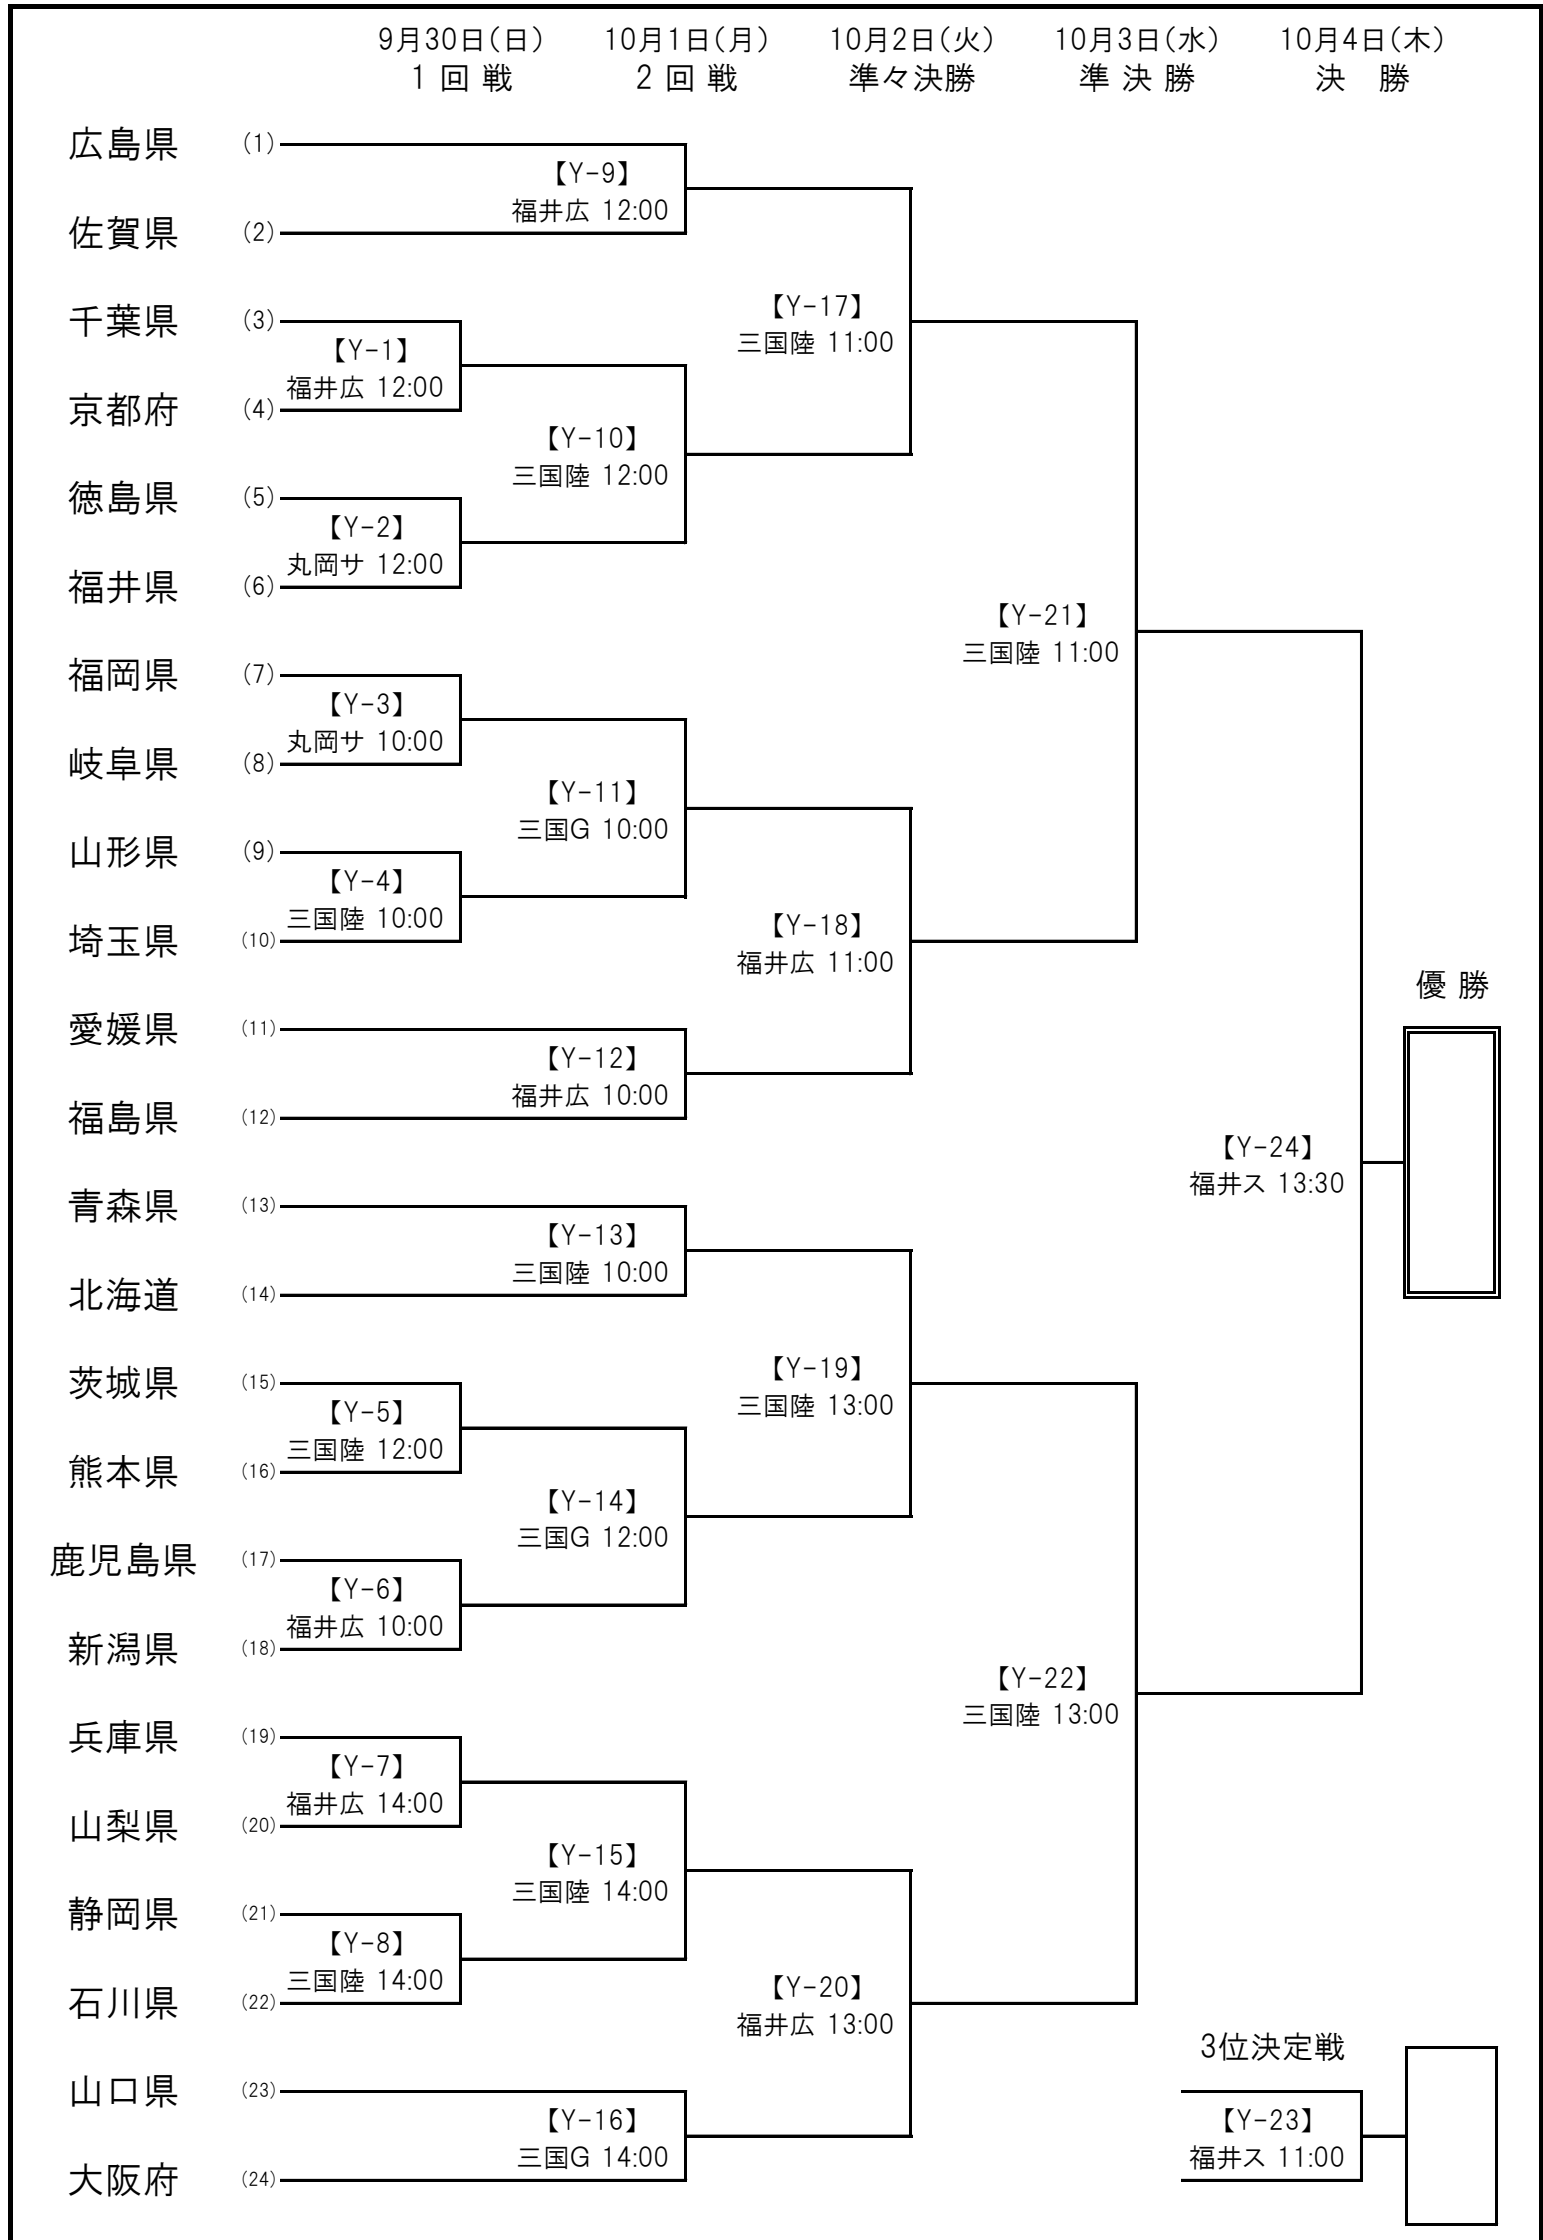 9月30日(日) 10月1日(月) 10月2日(火) 10月3日(水) 10月4日(木)
1 回 戦 2 回 戦 準々決勝 準 決 勝 決 勝
広島県 (1)
【Y-9】
福井広 12:00
佐賀県 (2)
千葉県 (3)
【Y-17】
三国陸 11:00
【Y-1】
福井広 12:00
京都府 (4)
【Y-10】
三国陸 12:00
徳島県 (5)
【Y-2】
丸岡サ 12:00
福井県 (6)
【Y-21】
三国陸 11:00
福岡県 (7)
【Y-3】
丸岡サ 10:00
岐阜県 (8)
【Y-11】
三国G 10:00
山形県 (9)
【Y-4】
三国陸 10:00
埼玉県 (10)
【Y-18】
福井広 11:00
優 勝
愛媛県 (11)
【Y-12】
福井広 10:00
福島県 (12)
【Y-24】
福井ス 13:30
青森県 (13)
【Y-13】
三国陸 10:00
北海道 (14)
茨城県 (15)
【Y-19】
三国陸 13:00
【Y-5】
三国陸 12:00
熊本県 (16)
【Y-14】
三国G 12:00
鹿児島県 (17)
【Y-6】
福井広 10:00
新潟県 (18)
【Y-22】
三国陸 13:00
兵庫県 (19)
【Y-7】
福井広 14:00
山梨県 (20)
【Y-15】
三国陸 14:00
静岡県 (21)
【Y-8】
三国陸 14:00
石川県 (22)
【Y-20】
福井広 13:00
3位決定戦
山口県 (23)
【Y-16】
三国G 14:00
【Y-23】
福井ス 11:00
大阪府 (24)